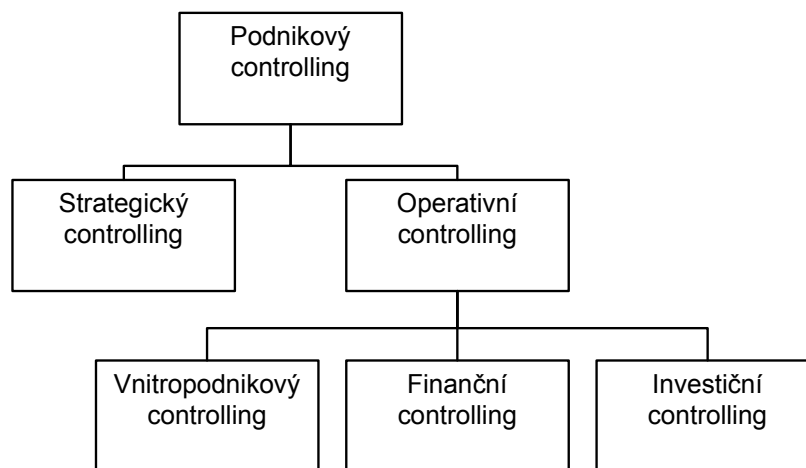 Podnikový
controlling
Strategický
controlling
Operativní
controlling
Vnitropodnikový
controlling
Finanční
controlling
Investiční
controlling